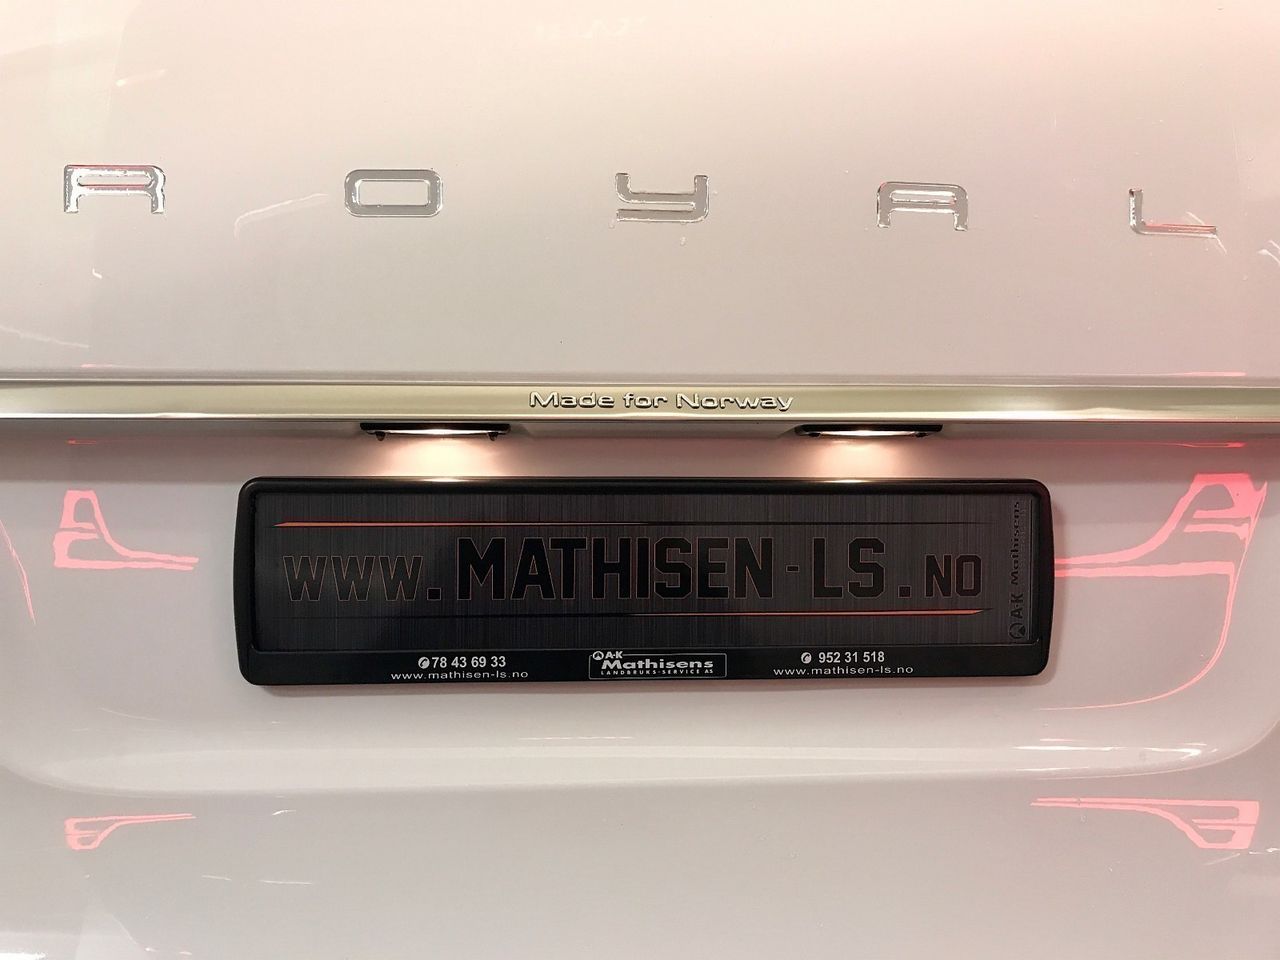 ROYAL
Made for Norway
WWW.MATHISEN-LS.NO
A-K Mathisens
78 43 69 33
www.mathisen-ls.no
A-K
Mathisens
LANDBRUKS-SERVICE AS
952 31 518
www.mathisen-ls.no